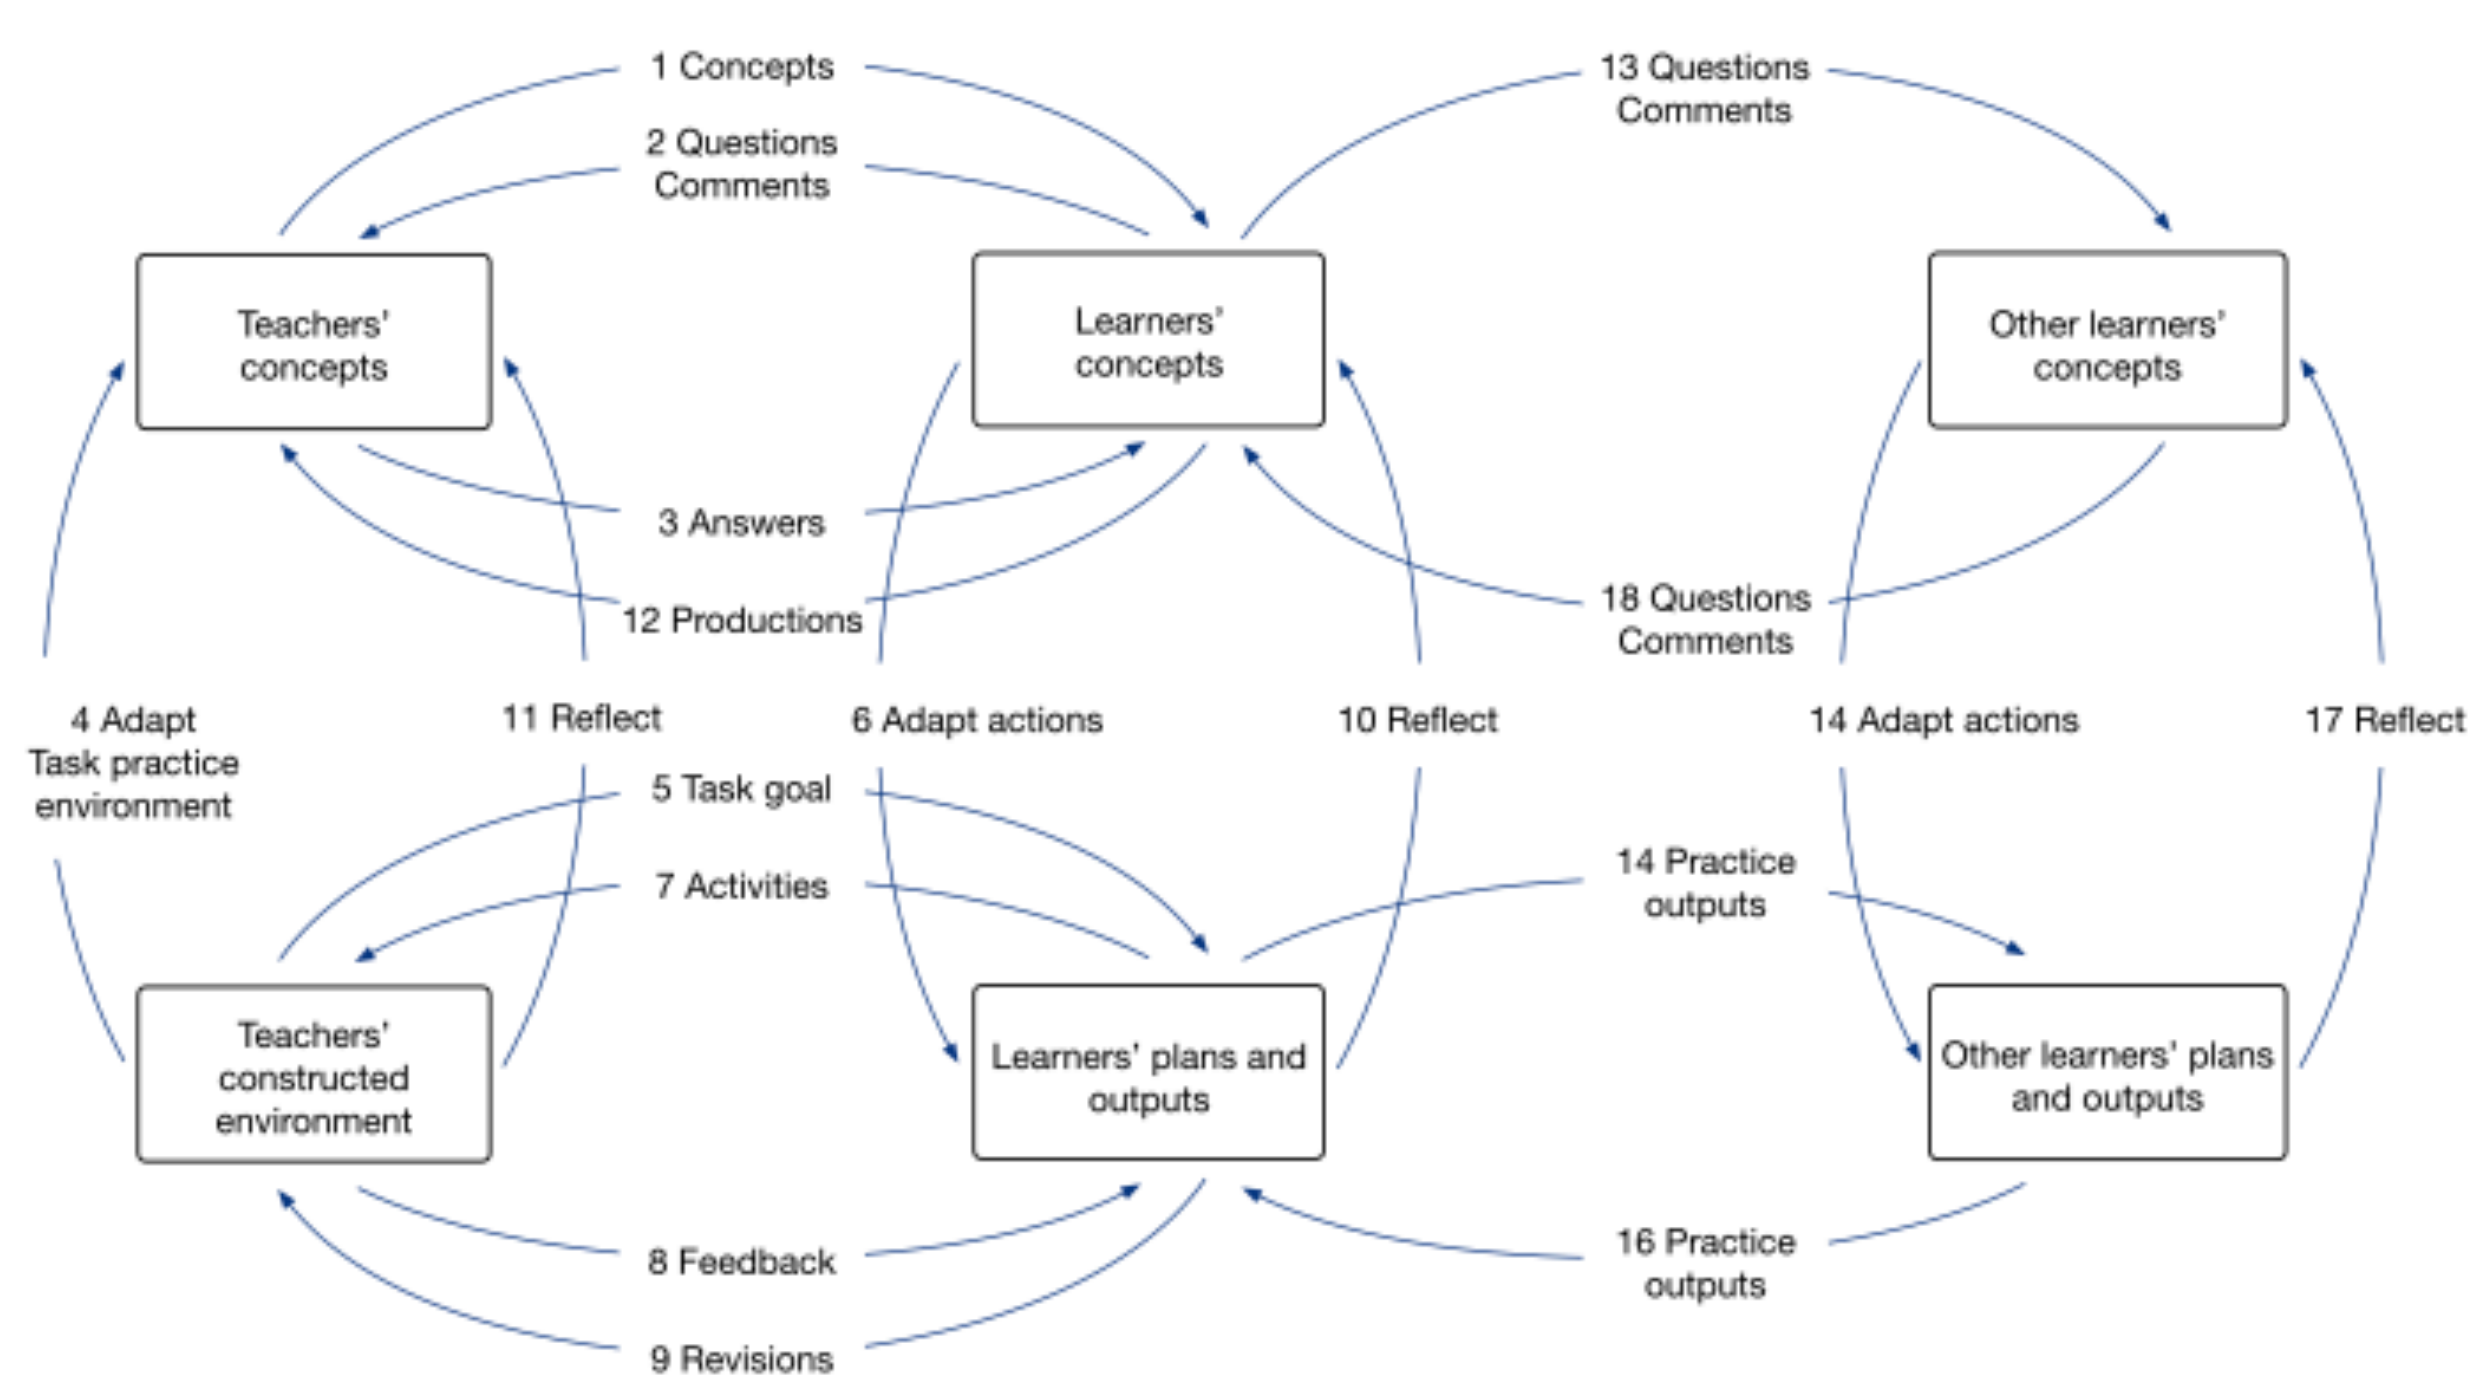 1 Concepts
13 Questions
Comments
2 Questions
Comments
Teachers’
concepts
Learners’
concepts
Other learners’
concepts
3 Answers
12 Productions
18 Questions
Comments
4 Adapt
Task practice
environment
11 Reflect
6 Adapt actions
10 Reflect
14 Adapt actions
17 Reflect
5 Task goal
7 Activities
14 Practice
outputs
Teachers’
constructed
environment
Learners’ plans and
outputs
Other learners’ plans
and outputs
8 Feedback
16 Practice
outputs
9 Revisions